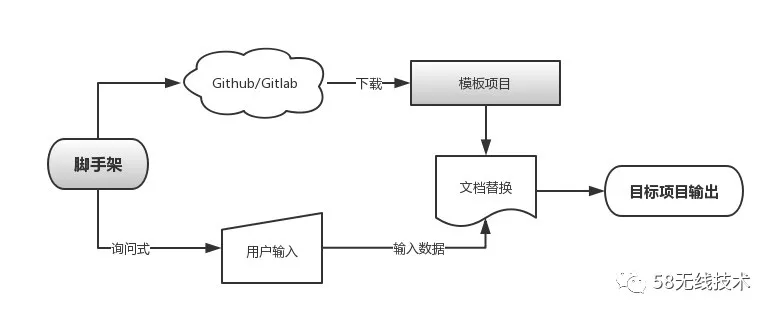 Github/Gitlab
下载
模板项目
脚手架
文档替换
目标项目输出
询问式
用户输入
输入数据
58无线技术